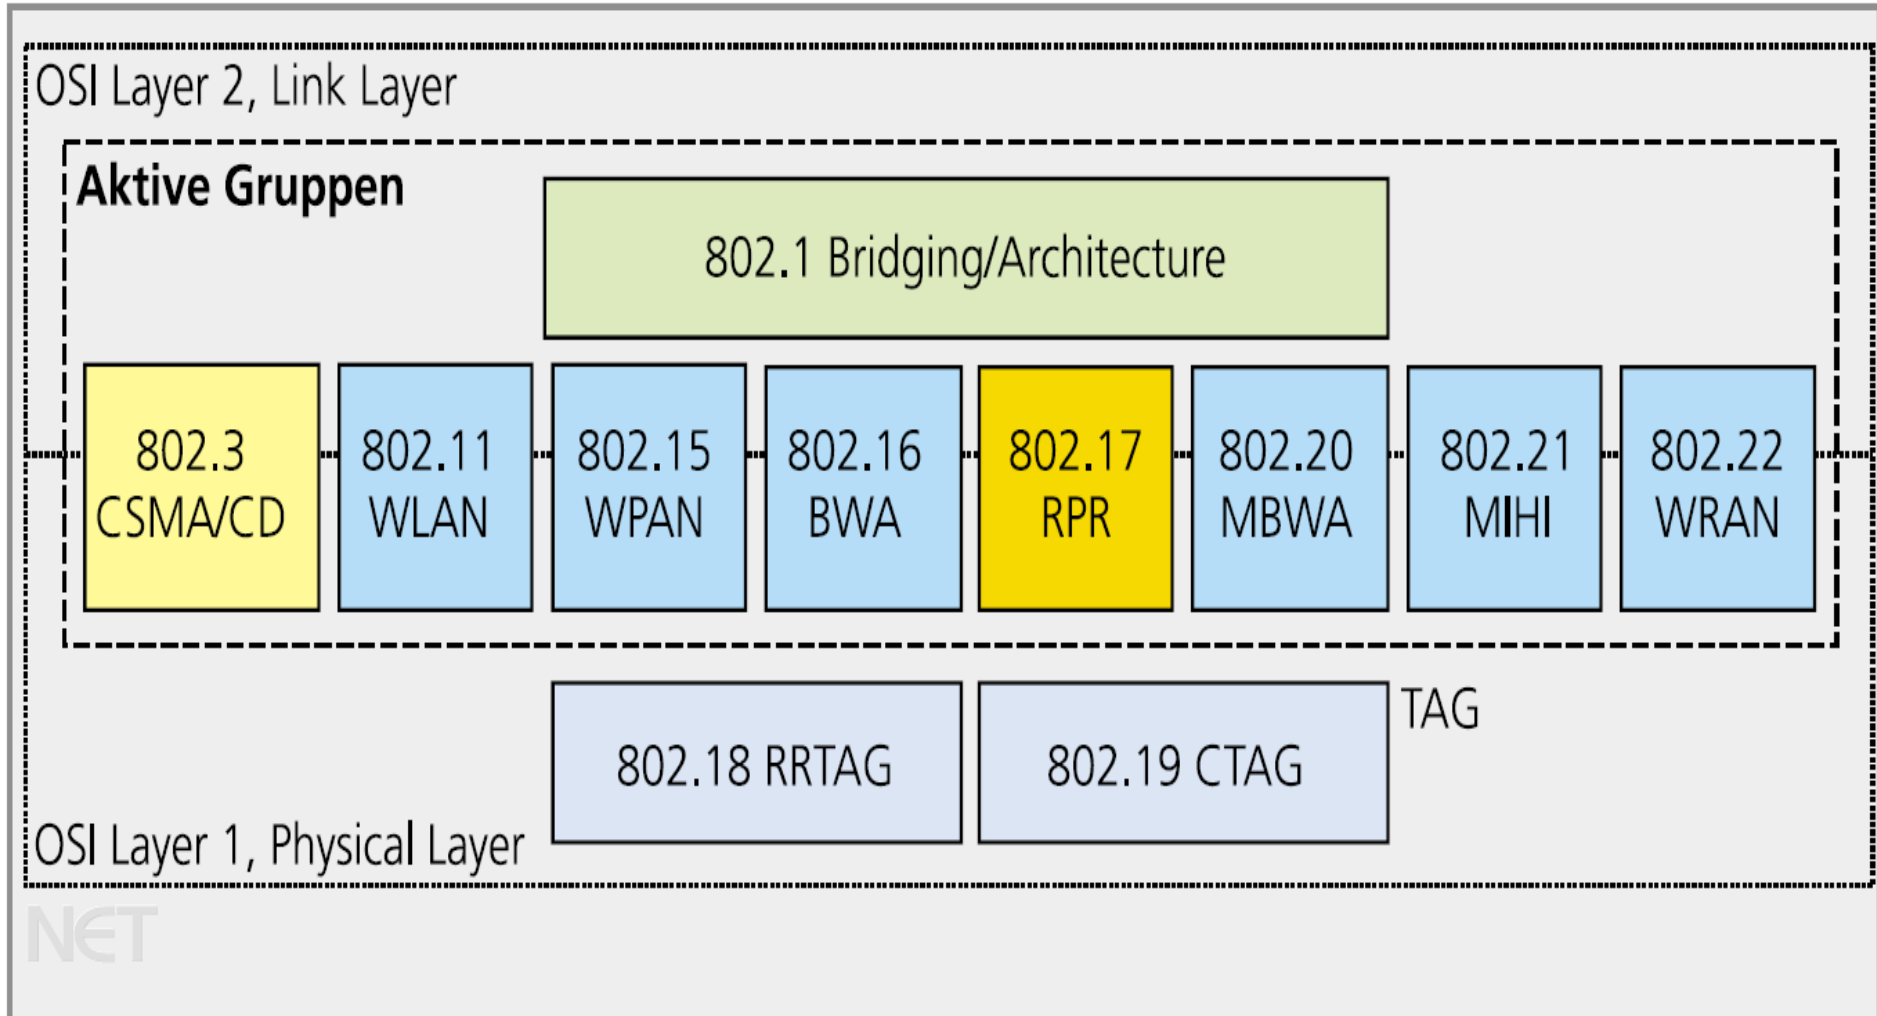 OSI Layer 2, Link Layer
Aktive Gruppen
802.1 Bridging/Architecture
802.3
CSMA/CD
802.11
WLAN
802.15
WPAN
802.16
BWA
802.17
RPR
802.20
MBWA
802.21
MIHI
802.22
WRAN
802.18 RRTAG
802.19 CTAG
TAG
OSI Layer 1, Physical Layer
NET